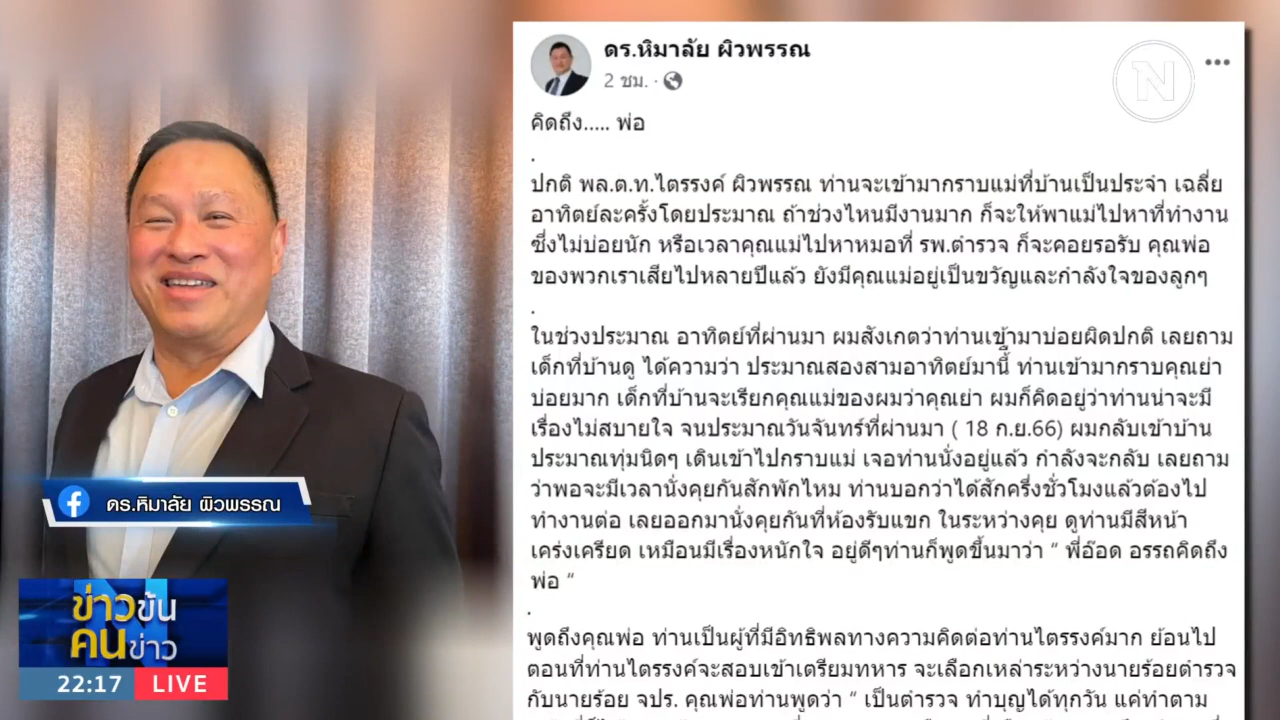 ดร.หิมาลัย ผิวพรรณ
2 ชม. ·
N
คิดถึง..... พ่อ
.
ปกติ พล.ต.ท.ไตรรงค์ ผิวพรรณ ท่านจะเข้ามากราบแม่ที่บ้านเป็นประจำ เฉลี่ย
อาทิตย์ละครั้งโดยประมาณ ถ้าช่วงไหนมีงานมาก ก็จะให้พาแม่ไปหาที่ทำงาน
ซึ่งไม่บ่อยนัก หรือเวลาคุณแม่ไปหาหมอที่ รพ.ตำรวจ ก็จะคอยรอรับ คุณพ่อ
ของพวกเราเสียไปหลายปีแล้ว ยังมีคุณแม่อยู่เป็นขวัญและกำลังใจของลูกๆ
.
ในช่วงประมาณ อาทิตย์ที่ผ่านมา ผมสังเกตว่าท่านเข้ามาบ่อยผิดปกติ เลยถาม
เด็กที่บ้านดู ได้ความว่า ประมาณสองสามอาทิตย์มานี้ ท่านเข้ามากราบคุณย่า
บ่อยมาก เด็กที่บ้านจะเรียกคุณแม่ของผมว่าคุณย่า ผมก็คิดอยู่ว่าท่านน่าจะมี
เรื่องไม่สบายใจ จนประมาณวันจันทร์ที่ผ่านมา ( 18 ก.ย.66) ผมกลับเข้าบ้าน
ประมาณทุ่มนิดๆ เดินเข้าไปกราบแม่ เจอท่านนั่งอยู่แล้ว กำลังจะกลับ เลยถาม
ว่าพอจะมีเวลานั่งคุยกันสักพักไหม ท่านบอกว่าได้สักครึ่งชั่วโมงแล้วต้องไป
ทำงานต่อ เลยออกมานั่งคุยกันที่ห้องรับแขก ในระหว่างคุย ดูท่านมีสีหน้า
เคร่งเครียด เหมือนมีเรื่องหนักใจ อยู่ดีๆท่านก็พูดขึ้นมาว่า “ พี่อ๊อด อรรถคิดถึง
พ่อ “
.
พูดถึงคุณพ่อ ท่านเป็นผู้ที่มีอิทธิพลทางความคิดต่อท่านไตรรงค์มาก ย้อนไป
ตอนที่ท่านไตรรงค์จะสอบเข้าเตรียมทหาร จะเลือกเหล่าระหว่างนายร้อยตำรวจ
กับนายร้อย จปร. คุณพ่อท่านพูดว่า “ เป็นตำรวจ ทำบุญได้ทุกวัน แค่ทำตาม
ดร.หิมาลัย ผิวพรรณ
ข่าวข้น
คนข่าว
22:17 LIVE